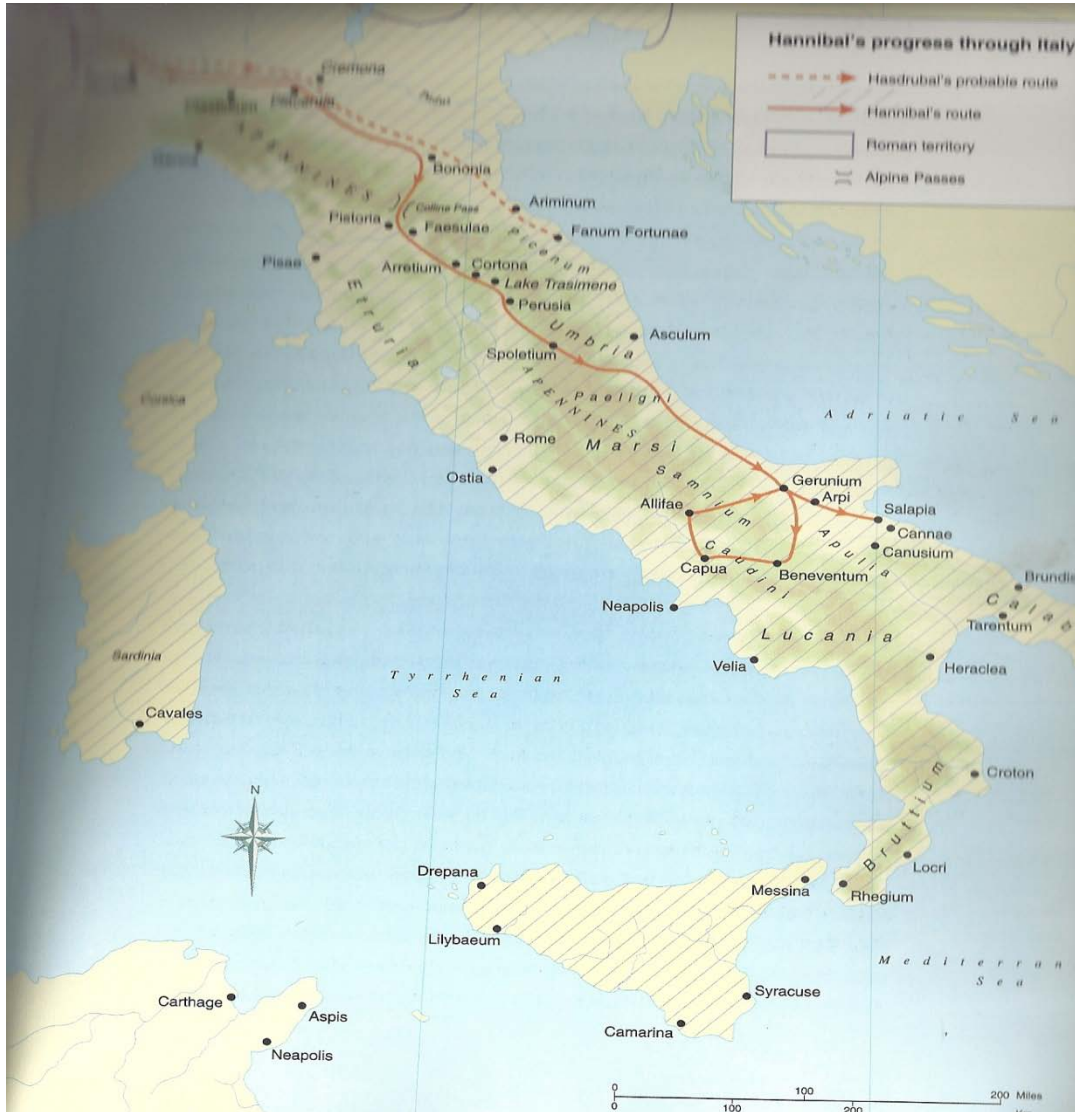 Hannibal's progress through Italy
Hasdrubal's probable route
Hannibal's route
Roman territory
Alpine Passes
Cremona
APENNINES
Bononia
Colline Pass
Ariminum
Pistoria
Faesulae
Fanum Fortunae
Picenum
Pisae
Arretium
Cortona
Lake Trasimene
Perusia
Etruria
Umbria
Asculum
Spoletium
APENNINES
Paeligni
Corsica
Adriatic Sea
Rome
Marsi
Ostia
Samnium
Gerunium
Arpi
Allifae
Salapia
Cannae
Apulia
Canusium
Capua
Caudini
Beneventum
Brundis
Calab
Neapolis
Tarentum
Lucania
Sardinia
Velia
Heraclea
Tyrrhenian
Sea
Cavales
Croton
N
Bruttium
Locri
Drepana
Messina
Rhegium
Lilybaeum
Mediterran
Sea
Carthage
Aspis
Syracuse
Camarina
Neapolis
0 100 200 Miles
0 100 200